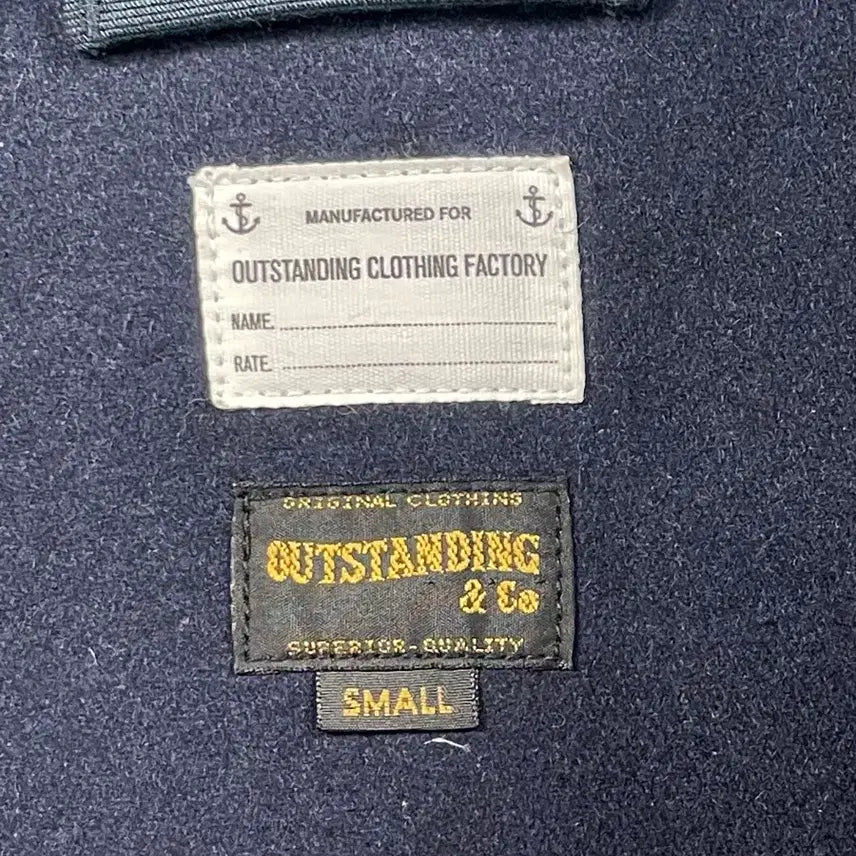 MANUFACTURED FOR
OUTSTANDING CLOTHING FACTORY
NAME.
RATE.
ORIGINAL CLOTHING
OUTSTANDING
& Co
SUPERIOR-QUALITY
SMALL